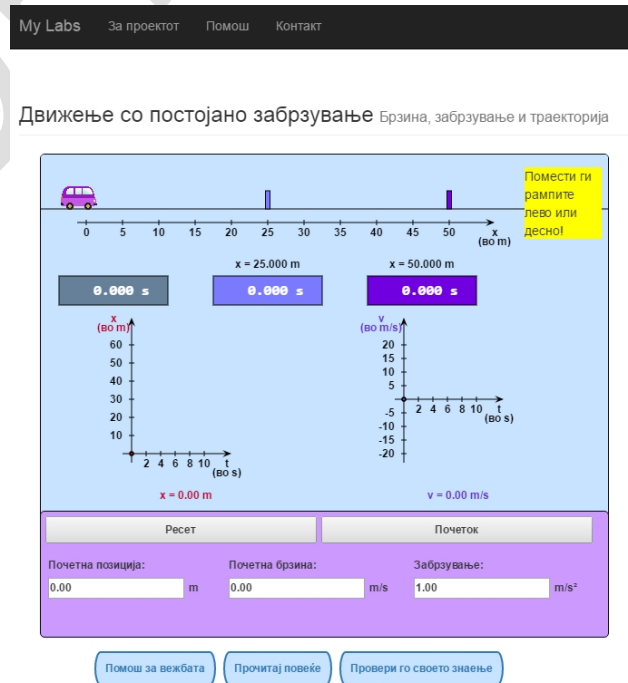 My Labs За проектот Помош Контакт
Движење со постојано забрзување Брзина, забрзување и траекторија
Помести ги
рампите
лево или
десно!
0 5 10 15 20 25 30 35 40 45 50 x
(во m)
x = 25.000 m x = 50.000 m
0.000 s 0.000 s 0.000 s
x
(во m)
60
50
40
30
20
10
2 4 6 8 10 t
(во s)
x = 0.00 m
v
(во m/s)
20
15
10
5
2 4 6 8 10 t
(во s)
-5
-10
-15
-20
v = 0.00 m/s
Ресет Почеток
Почетна позиција: Почетна брзина: Забрзување:
0.00 m 0.00 m/s 1.00 m/s²
Помош за вежбата Прочитај повеќе Провери го своето знаење